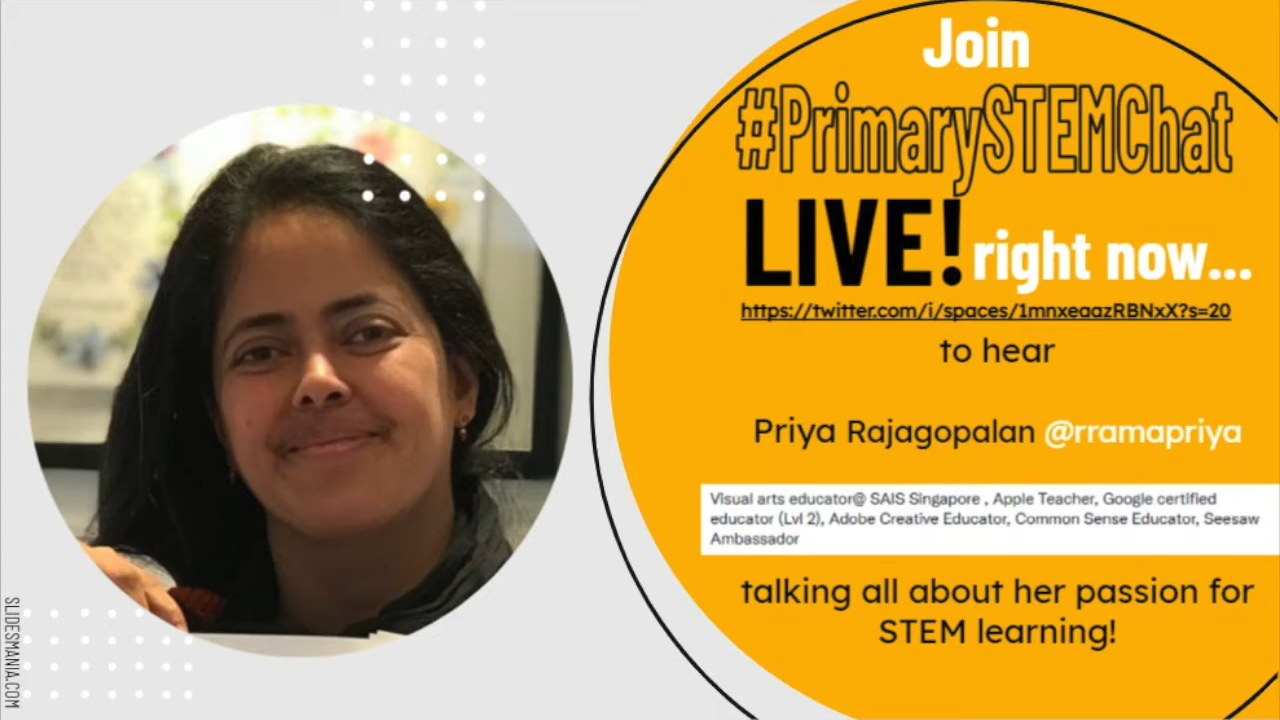 Join
#PrimarySTEMChat
LIVE! right now...
https://twitter.com/i/spaces/1mnxeaazRBNxX?s=20
to hear
Priya Rajagopalan @rramapriya
Visual arts educator@ SAIS Singapore , Apple Teacher, Google certified
educator (Lvl 2), Adobe Creative Educator, Common Sense Educator, Seesaw
Ambassador
talking all about her passion for
STEM learning!
SLIDESMANIA.COM